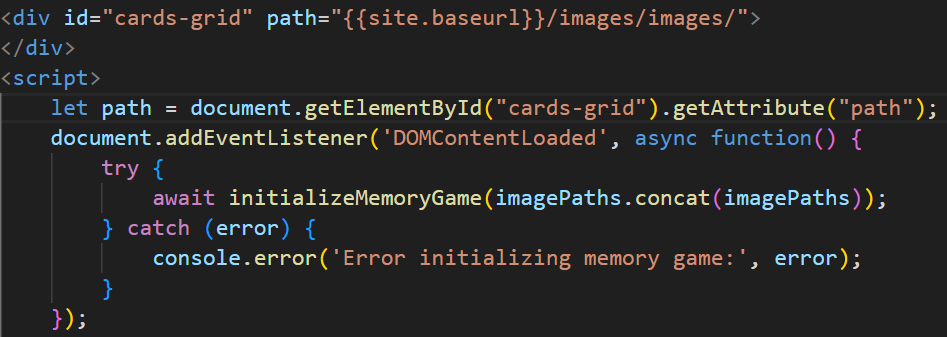 <div id="cards-grid" path="{{site.baseurl}}/images/images/">
</div>
<script>
    let path = document.getElementById("cards-grid").getAttribute("path");
    document.addEventListener('DOMContentLoaded', async function() {
        try {
            await initializeMemoryGame(imagePaths.concat(imagePaths));
        } catch (error) {
            console.error('Error initializing memory game:', error);
        }
    });